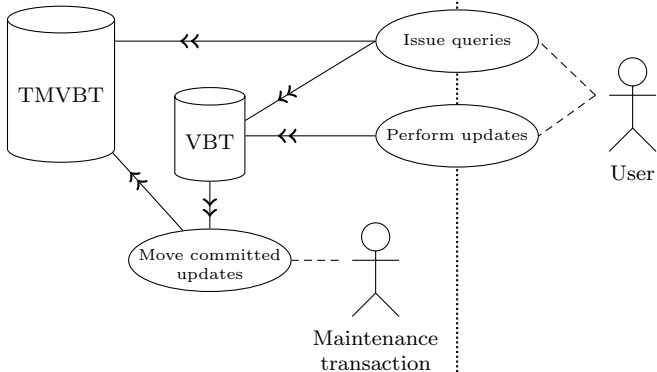 Issue queries
TMVBT
VBT
Perform updates
User
Move committed
updates
Maintenance
transaction